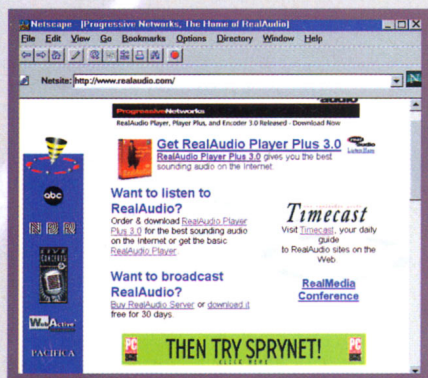 Netscape - [Progressive Networks, The Home of RealAudio]
File Edit View Go Bookmarks Options Directory Window Help
Netsite: http://www.realaudio.com/
audio
ProgressiveNetworks
RealAudio Player, Player Plus, and Encoder 3.0 Released - Download Now
Get RealAudio Player Plus 3.0
RealAudio Player Plus 3.0 gives you the best
sounding audio on the Internet.
abc
Want to listen to
RealAudio?
Order & download RealAudio Player
Plus 3.0 for the best sounding audio
on the Internet or get the basic
RealAudio Player.
Timecast
Visit Timecast, your daily
guide
to RealAudio sites on the
Web.
LIVE
Want to broadcast
RealAudio?
Buy RealAudio Server or download it
free for 30 days.
RealMedia
Conference
WebActive
PACIFICA
PC
THEN TRY SPRYNET!
CLICK HERE
PC